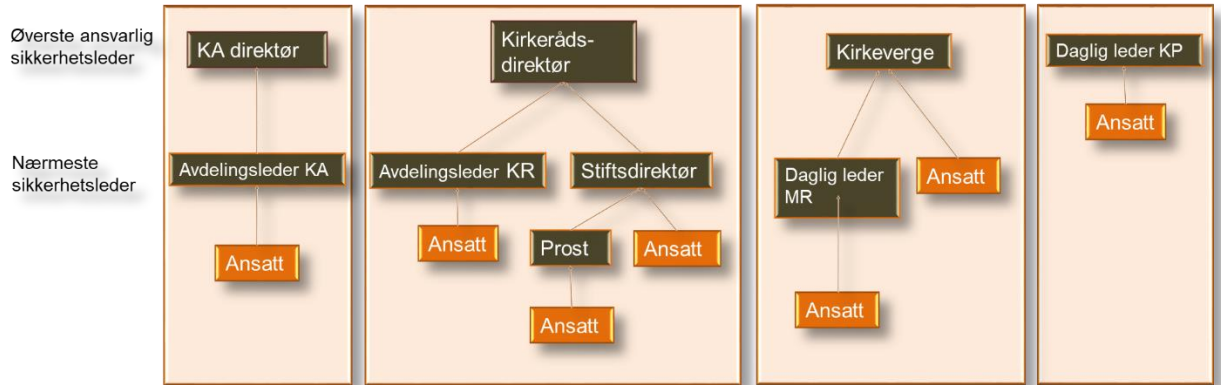 Øverste ansvarlig
sikkerhetsleder
KA direktør
Kirkeråds-
direktør
Kirkeverge
Daglig leder KP
Ansatt
Nærmeste
sikkerhetsleder
Avdelingsleder KA
Avdelingsleder KR
Stiftsdirektør
Daglig leder
MR
Ansatt
Ansatt
Ansatt
Prost
Ansatt
Ansatt
Ansatt